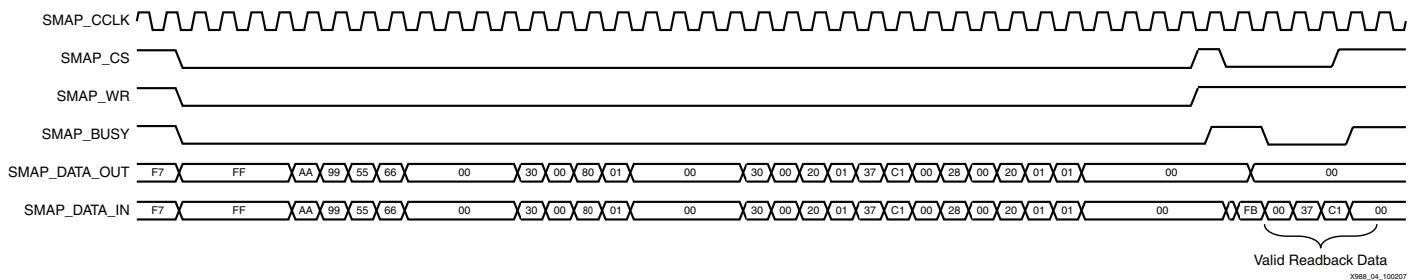 SMAP_CCLK
SMAP_CS
SMAP_WR
SMAP_BUSY
SMAP_DATA_OUT F7 FF AA 99 55 66 00 30 00 80 01 00 30 00 20 01 37 C1 00 28 00 20 01 01 00 00
SMAP_DATA_IN F7 FF AA 99 55 66 00 30 00 80 01 00 30 00 20 01 37 C1 00 28 00 20 01 01 00 FB 00 37 C1 00
Valid Readback Data
X988_04_100207